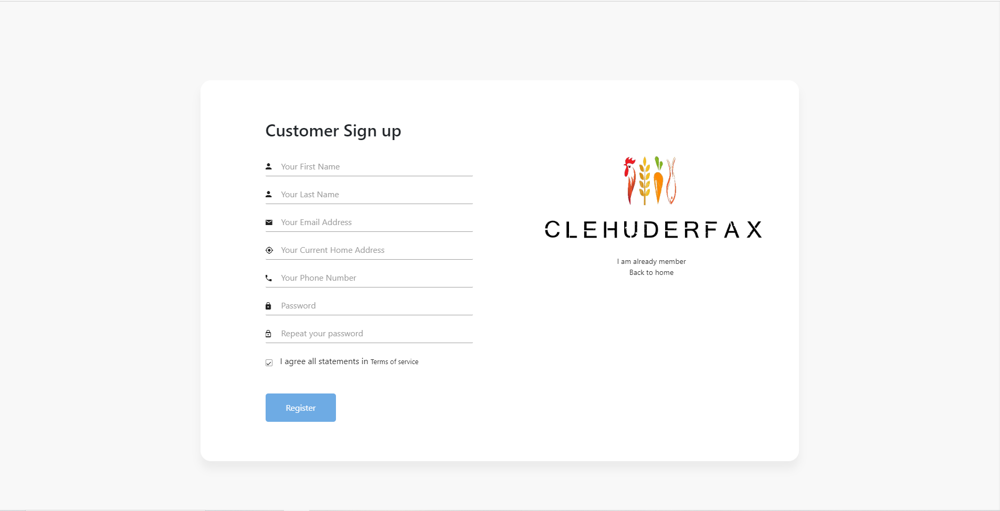 Customer Sign up
Your First Name
Your Last Name
Your Email Address
Your Current Home Address
Your Phone Number
Password
Repeat your password
I agree all statements in Terms of service
Register
CLEHUDERFAX
I am already member
Back to home